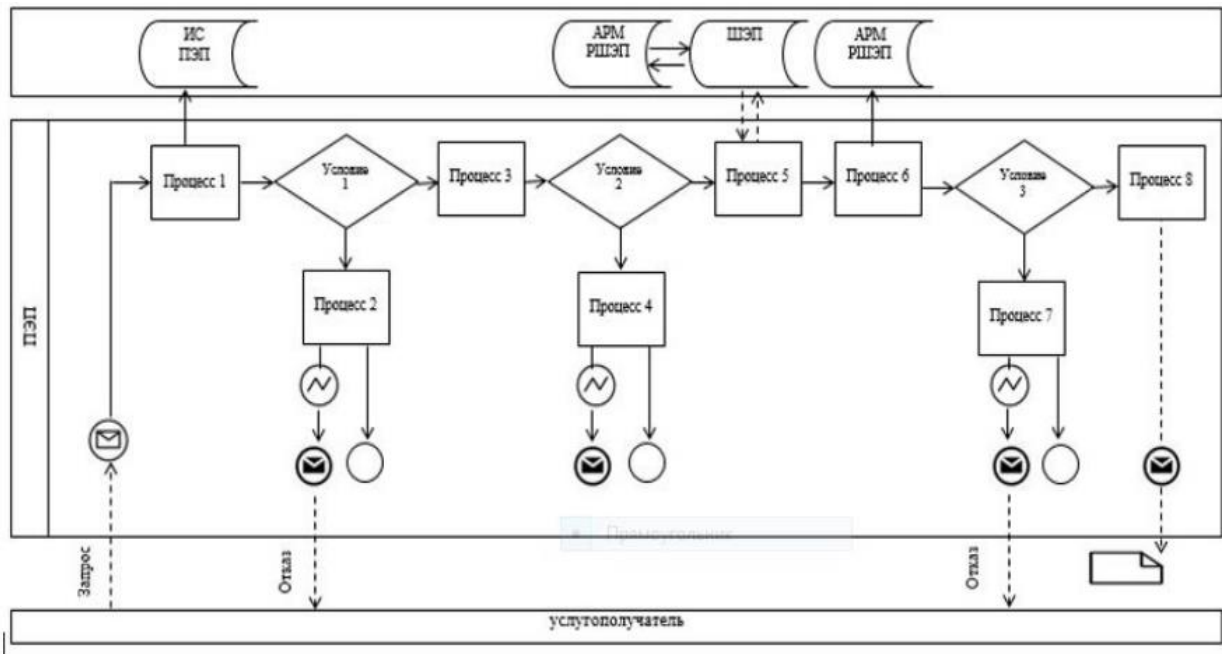 ИС
ПЭП
АРМ
РШЭП
ШЭП
АРМ
РШЭП
ПЭП
Процесс 1
Условие
1
Процесс 3
Условие
2
Процесс 5
Процесс 6
Условие
3
Процесс 8
Процесс 2
Процесс 4
Процесс 7
Прямоугольник
Запрос
Отказ
Отказ
услугополучатель